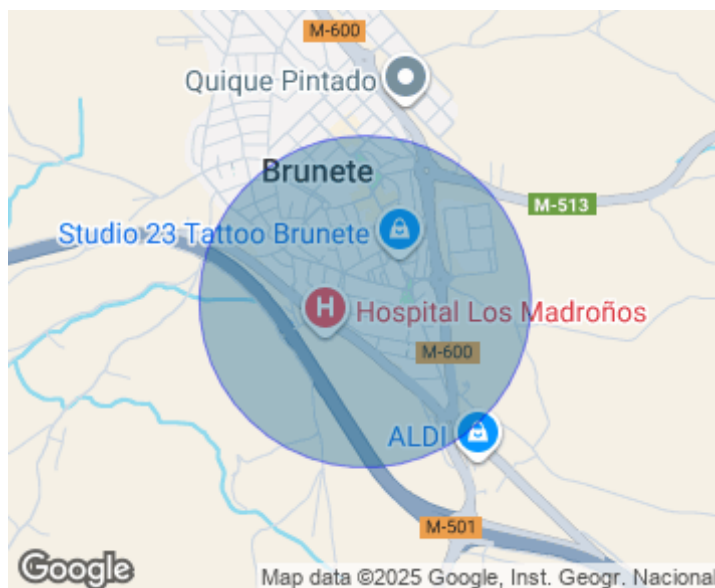 M-600
Quique Pintado
Brunete
M-513
Studio 23 Tattoo Brunete
Hospital Los Madroños
M-600
ALDI
M-501
Google
Map data ©2025 Google, Inst. Geogr. Nacional